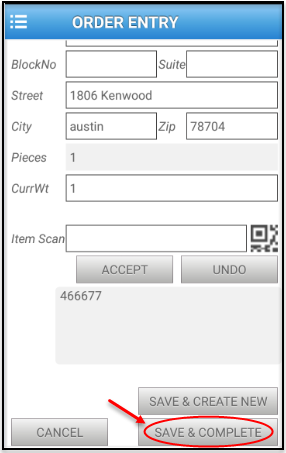 ORDER ENTRY
BlockNo Suite
Street 1806 Kenwood
City austin Zip 78704
Pieces 1
CurrWt 1
Item Scan
ACCEPT UNDO
466677
SAVE & CREATE NEW
CANCEL SAVE & COMPLETE